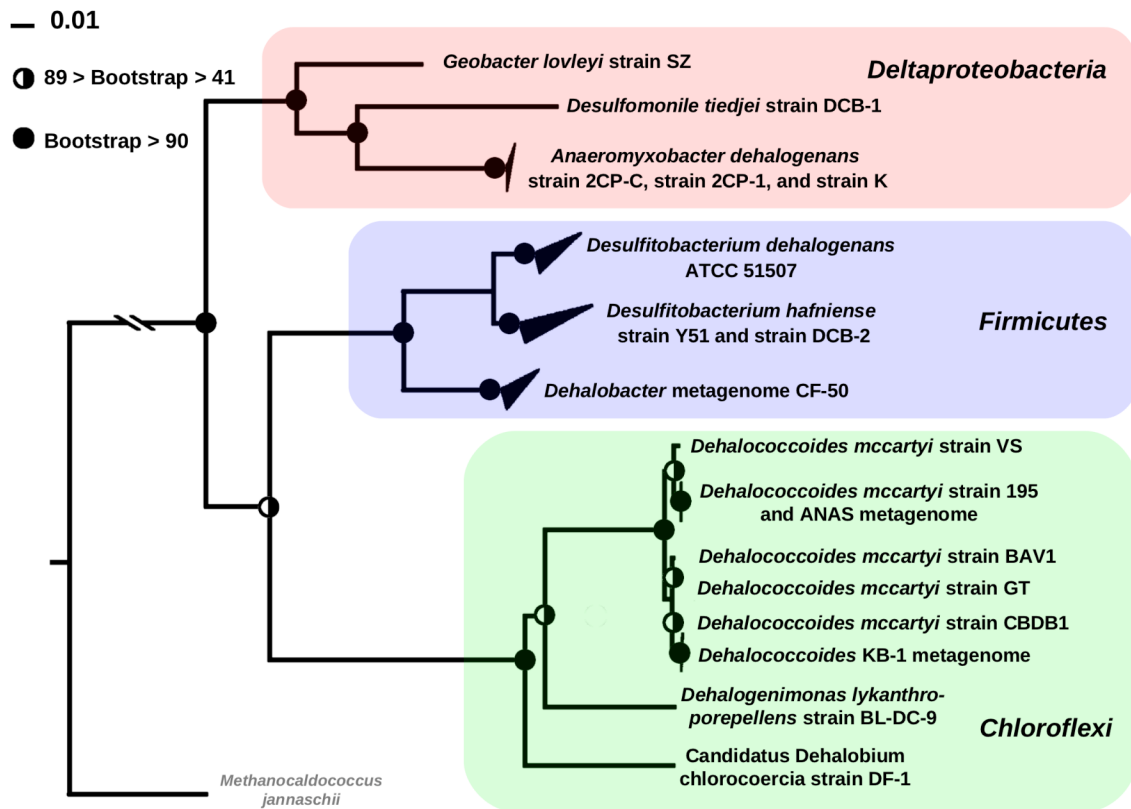 0.01
89 > Bootstrap > 41
Bootstrap > 90
Geobacter lovleyi strain SZ
Deltaproteobacteria
Desulfomonile tiedjei strain DCB-1
Anaeromyxobacter dehalogenans
strain 2CP-C, strain 2CP-1, and strain K
Desulfitobacterium dehalogenans
ATCC 51507
Desulfitobacterium hafniense
strain Y51 and strain DCB-2
Firmicutes
Dehalobacter metagenome CF-50
Dehalococcoides mccartyi strain VS
Dehalococcoides mccartyi strain 195
and ANAS metagenome
Dehalococcoides mccartyi strain BAV1
Dehalococcoides mccartyi strain GT
Dehalococcoides mccartyi strain CBDB1
Dehalococcoides KB-1 metagenome
Dehalogenimonas lykanthro-
porepellens strain BL-DC-9
Chloroflexi
Candidatus Dehalobium
chlorocoercia strain DF-1
Methanocaldococcus
jannaschii